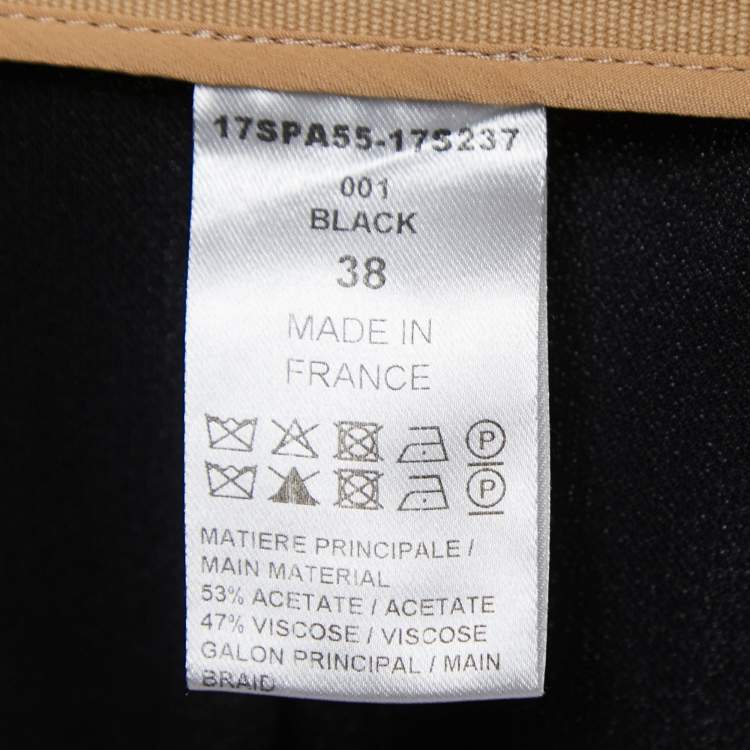 17SPA55-17S237
001
BLACK
38
MADE IN
FRANCE
P
P
MATIERE PRINCIPALE /
MAIN MATERIAL
53% ACETATE / ACETATE
47% VISCOSE / VISCOSE
GALON PRINCIPAL / MAIN
BRAID